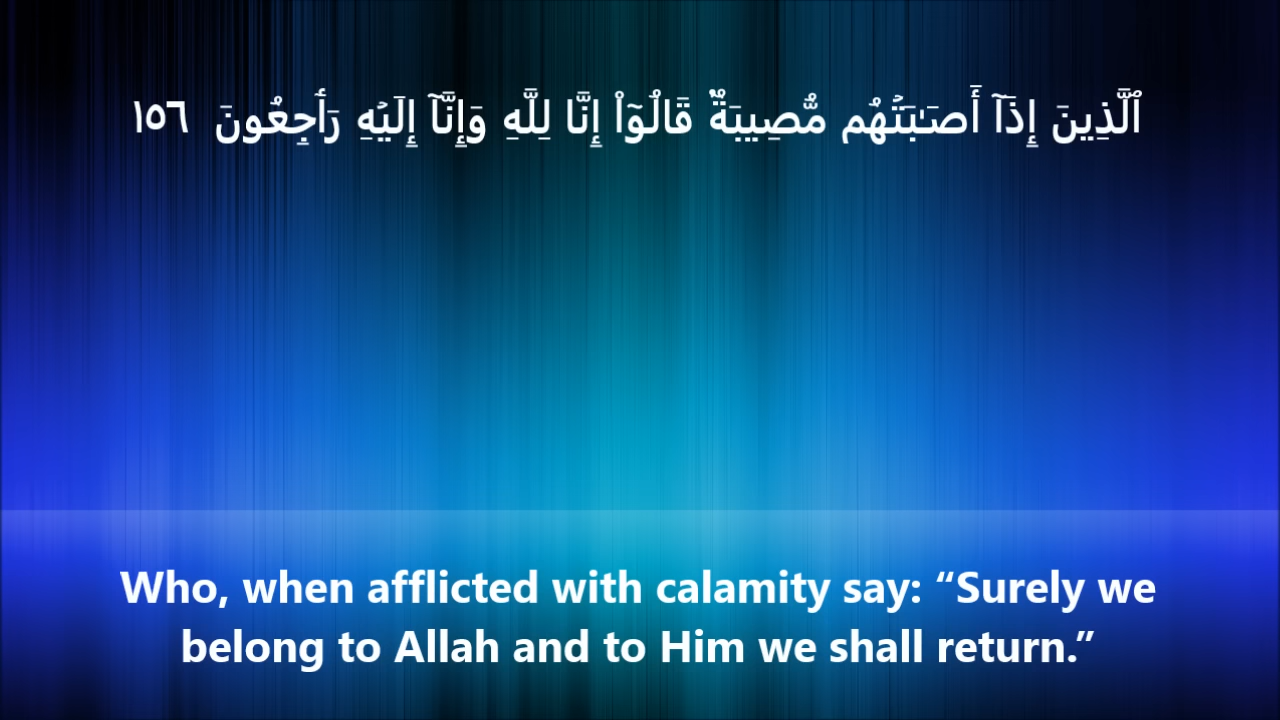 ٱلَّذِينَ إِذَآ أَصَـٰبَتْهُم مُّصِيبَةٌ قَالُوٓا۟ إِنَّا لِلَّهِ وَإِنَّآ إِلَيْهِ رَٰجِعُونَ ١٥٦
Who, when afflicted with calamity say: “Surely we
belong to Allah and to Him we shall return.”